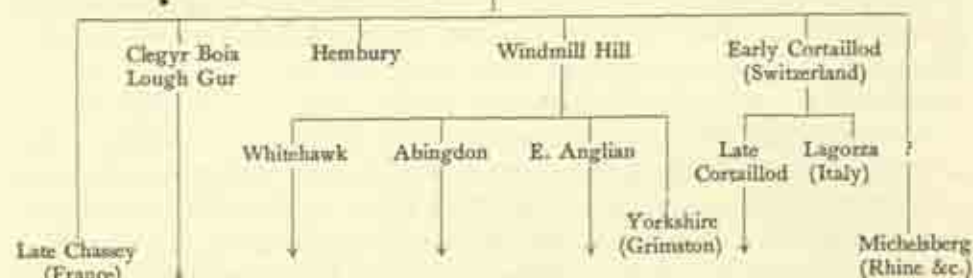 Clegyr Boia
Lough Gur
Hembury
Windmill Hill
Early Cortaillod
(Switzerland)
Whitehawk
Abingdon
E. Anglian
Late
Cortaillod
Lagozza
(Italy)
?
Yorkshire
(Grimston)
Late Chassey
(France)
Michelsberg
(Rhine &c.)